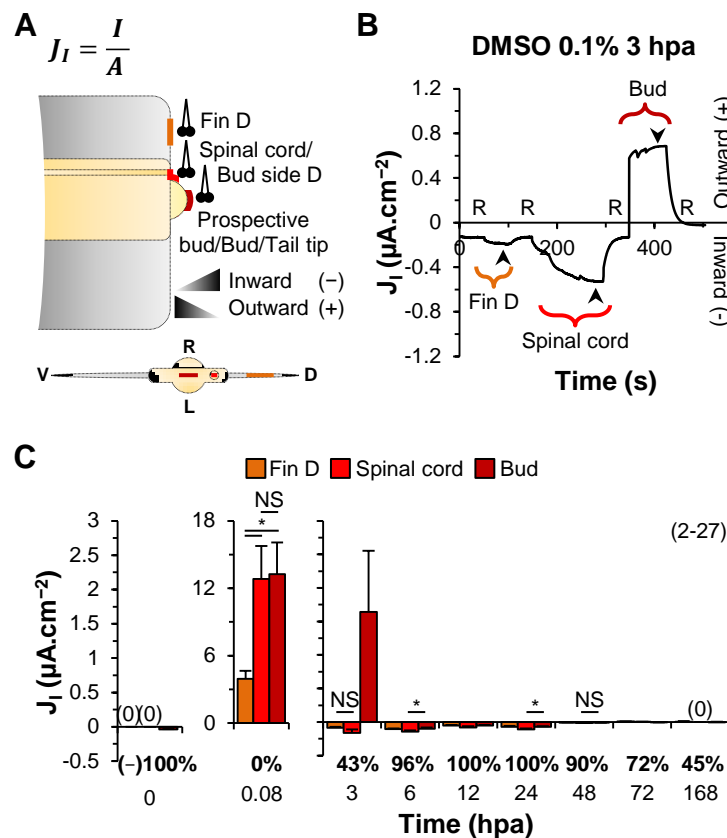 A
J_I = I / A
Fin D
Spinal cord/
Bud side D
Prospective
bud/Bud/Tail tip
Inward (−)
Outward (+)
R
V
D
L
B
DMSO 0.1% 3 hpa
J_I (µA.cm⁻²)
1.2
0.8
0.4
0
-0.4
-0.8
-1.2
Bud
R R R R
200 400
Fin D
Spinal cord
Outward (+)
Inward (-)
Time (s)
C
Fin D Spinal cord Bud
J_I (µA.cm⁻²)
3
2.5
2
1.5
1
0.5
0
-0.5
(0)(0)
18
12
6
0
NS
*
(2-27)
NS * * NS (0)
(−)100% 0% 43% 96% 100% 100% 90% 72% 45%
0 0.08 3 6 12 24 48 72 168
Time (hpa)